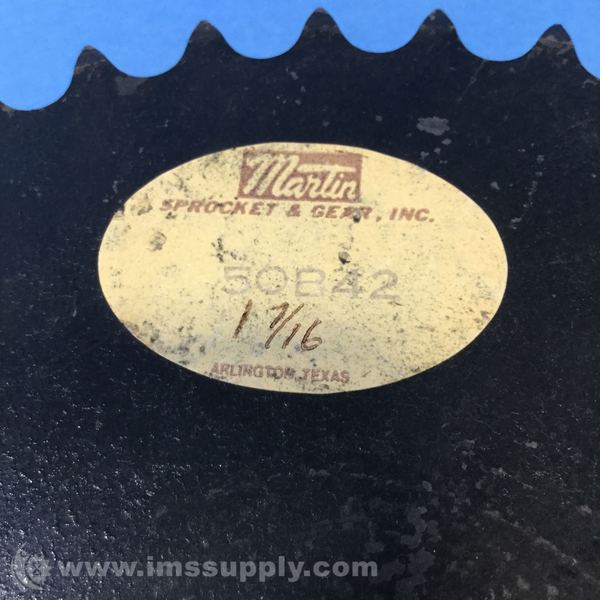 Martin
SPROCKET & GEAR, INC.
50B42
1 7/16
ARLINGTON, TEXAS
www.imssupply.com